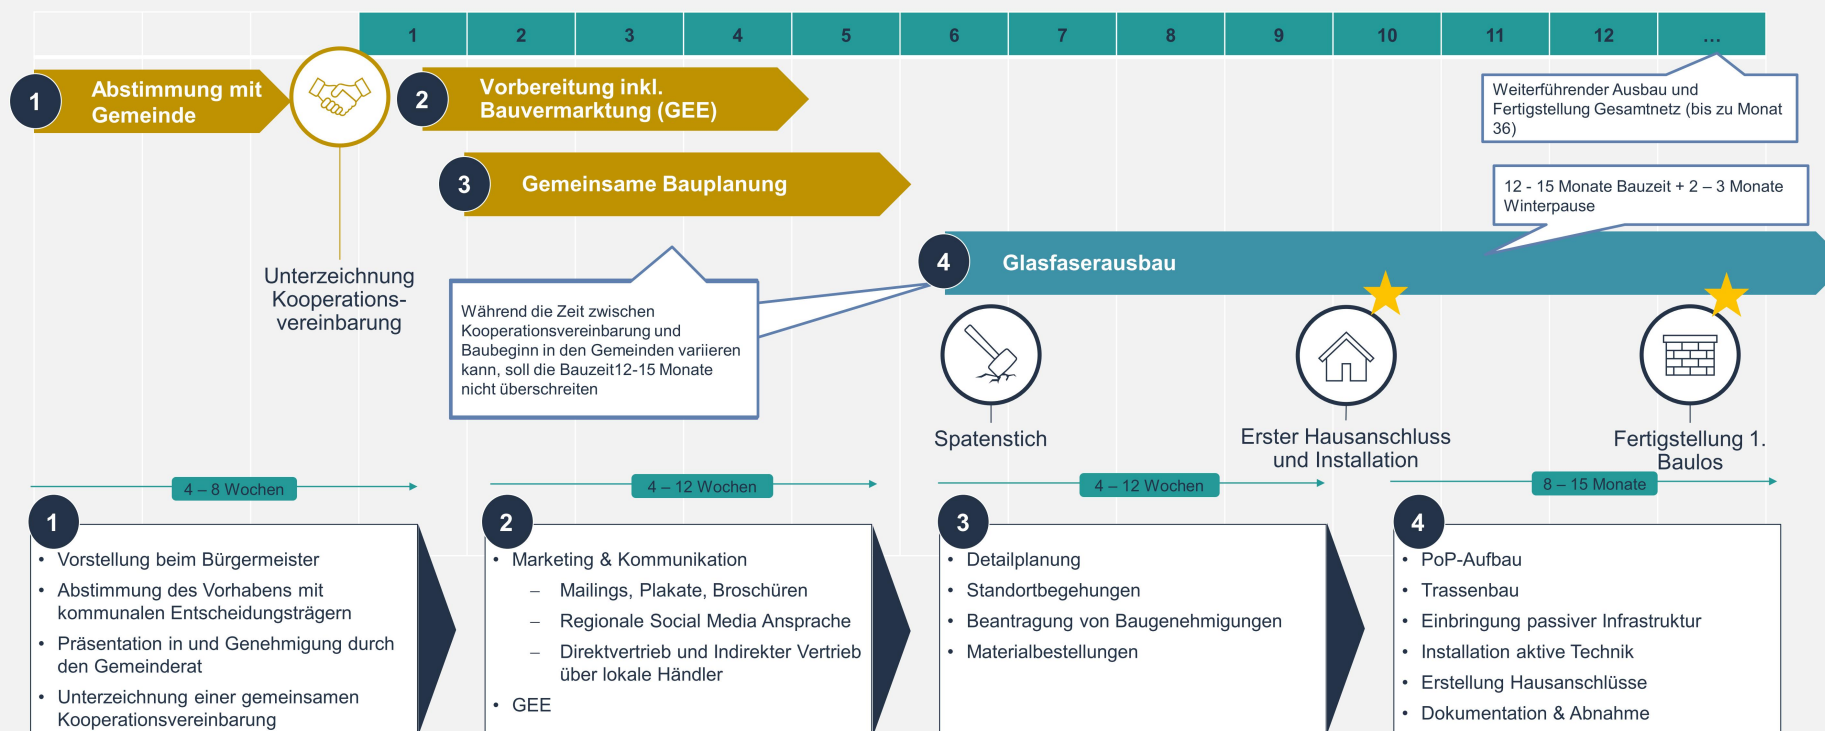 1 2 3 4 5 6 7 8 9 10 11 12 ...
1
Abstimmung mit
Gemeinde
2
Vorbereitung inkl.
Bauvermarktung (GEE)
Weiterführender Ausbau und
Fertigstellung Gesamtnetz (bis zu Monat
36)
3
Gemeinsame Bauplanung
12 - 15 Monate Bauzeit + 2 – 3 Monate
Winterpause
4
Glasfaserausbau
Unterzeichnung
Kooperations-
vereinbarung
Während die Zeit zwischen
Kooperationsvereinbarung und
Baubeginn in den Gemeinden variieren
kann, soll die Bauzeit12-15 Monate
nicht überschreiten
Spatenstich
Erster Hausanschluss
und Installation
Fertigstellung 1.
Baulos
4 – 8 Wochen
1
• Vorstellung beim Bürgermeister
• Abstimmung des Vorhabens mit
kommunalen Entscheidungsträgern
• Präsentation in und Genehmigung durch
den Gemeinderat
• Unterzeichnung einer gemeinsamen
Kooperationsvereinbarung
4 – 12 Wochen
2
• Marketing & Kommunikation
– Mailings, Plakate, Broschüren
– Regionale Social Media Ansprache
– Direktvertrieb und Indirekter Vertrieb
über lokale Händler
• GEE
4 – 12 Wochen
3
• Detailplanung
• Standortbegehungen
• Beantragung von Baugenehmigungen
• Materialbestellungen
8 – 15 Monate
4
• PoP-Aufbau
• Trassenbau
• Einbringung passiver Infrastruktur
• Installation aktive Technik
• Erstellung Hausanschlüsse
• Dokumentation & Abnahme